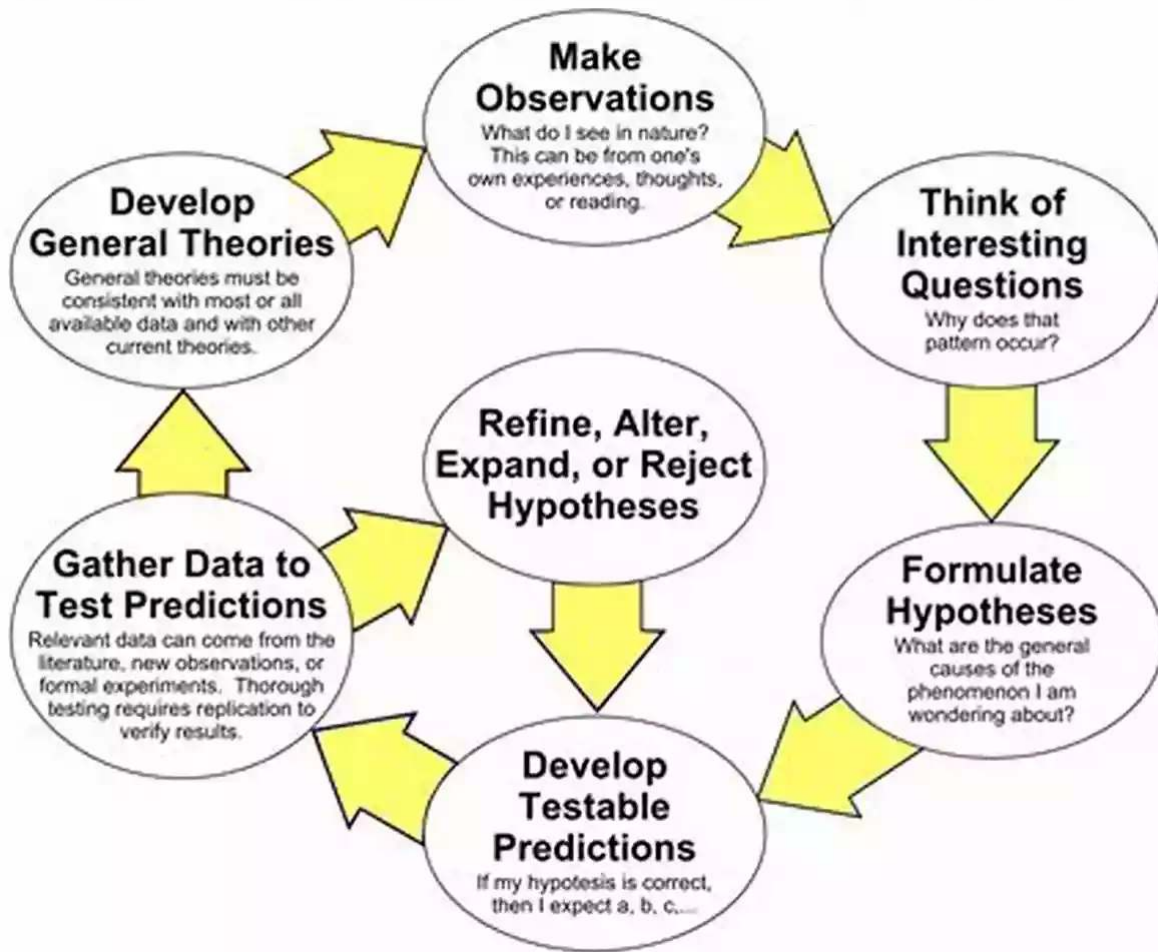 Make
Observations
What do I see in nature?
This can be from one's
own experiences, thoughts,
or reading.
Think of
Interesting
Questions
Why does that
pattern occur?
Formulate
Hypotheses
What are the general
causes of the
phenomenon I am
wondering about?
Develop
Testable
Predictions
If my hypotesis is correct,
then I expect a, b, c,...
Gather Data to
Test Predictions
Relevant data can come from the
literature, new observations, or
formal experiments. Thorough
testing requires replication to
verify results.
Refine, Alter,
Expand, or Reject
Hypotheses
Develop
General Theories
General theories must be
consistent with most or all
available data and with other
current theories.